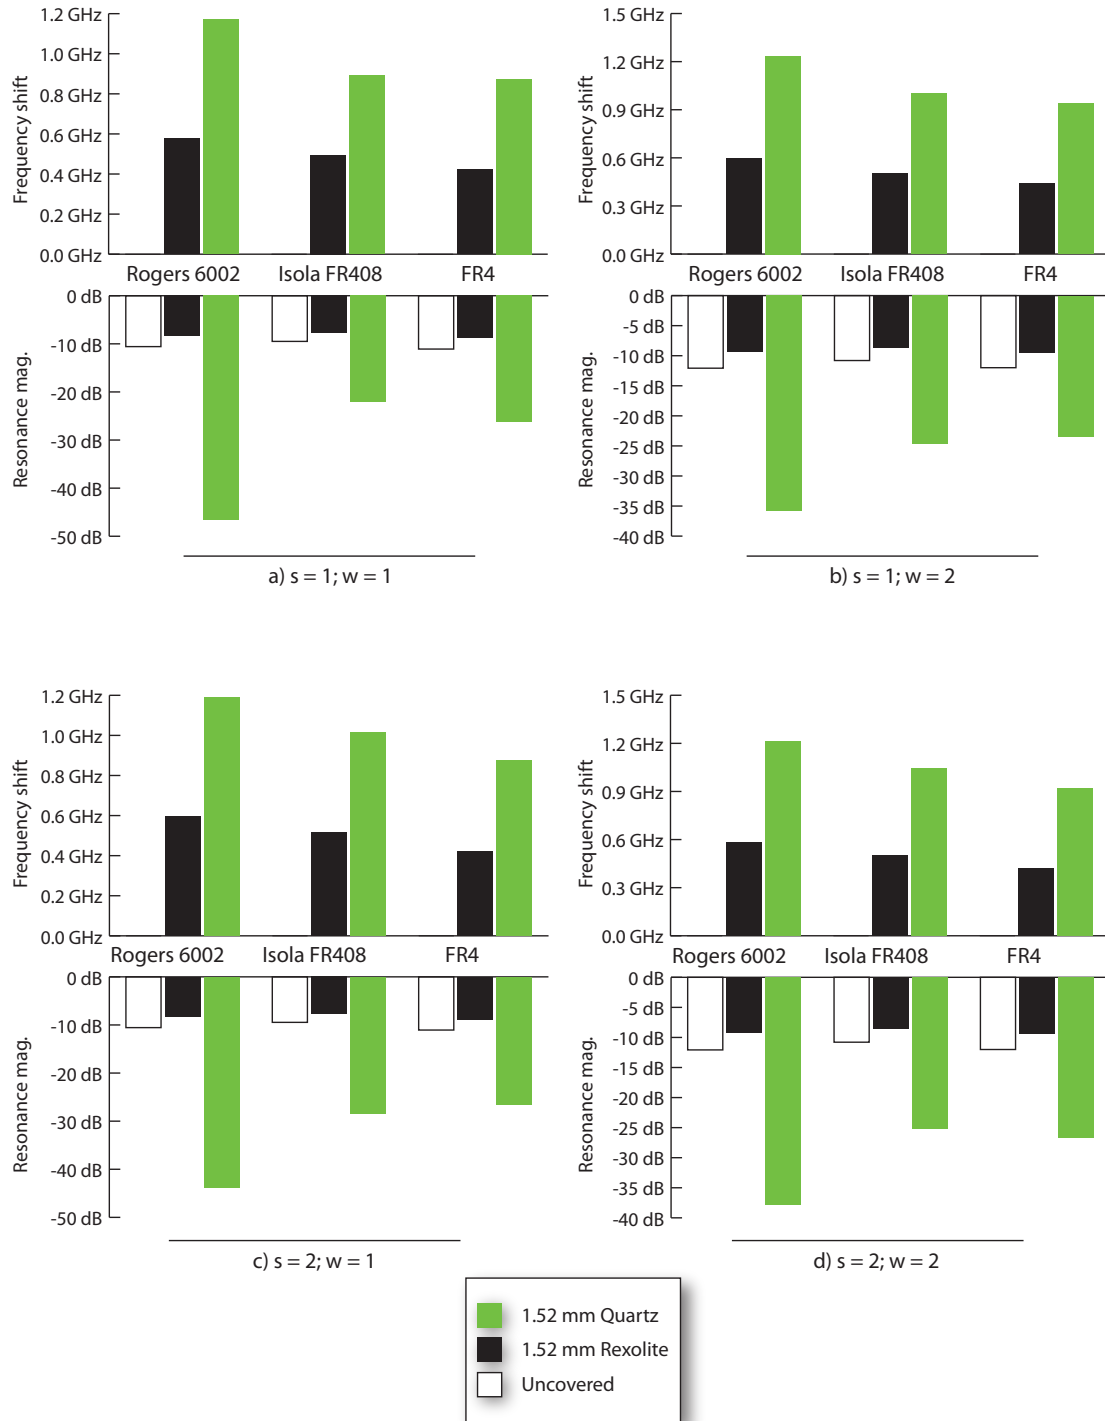 1.2 GHz
1.0 GHz
0.8 GHz
0.6 GHz
0.4 GHz
0.2 GHz
0.0 GHz
Frequency shift
Rogers 6002 Isola FR408 FR4
0 dB
-10 dB
-20 dB
-30 dB
-40 dB
-50 dB
Resonance mag.
a) s = 1; w = 1
1.5 GHz
1.2 GHz
0.9 GHz
0.6 GHz
0.3 GHz
0.0 GHz
Frequency shift
Rogers 6002 Isola FR408 FR4
0 dB
-5 dB
-10 dB
-15 dB
-20 dB
-25 dB
-30 dB
-35 dB
-40 dB
Resonance mag.
b) s = 1; w = 2
1.2 GHz
1.0 GHz
0.8 GHz
0.6 GHz
0.4 GHz
0.2 GHz
0.0 GHz
Frequency shift
Rogers 6002 Isola FR408 FR4
0 dB
-10 dB
-20 dB
-30 dB
-40 dB
-50 dB
Resonance mag.
c) s = 2; w = 1
1.5 GHz
1.2 GHz
0.9 GHz
0.6 GHz
0.3 GHz
0.0 GHz
Frequency shift
Rogers 6002 Isola FR408 FR4
0 dB
-5 dB
-10 dB
-15 dB
-20 dB
-25 dB
-30 dB
-35 dB
-40 dB
Resonance mag.
d) s = 2; w = 2
1.52 mm Quartz
1.52 mm Rexolite
Uncovered